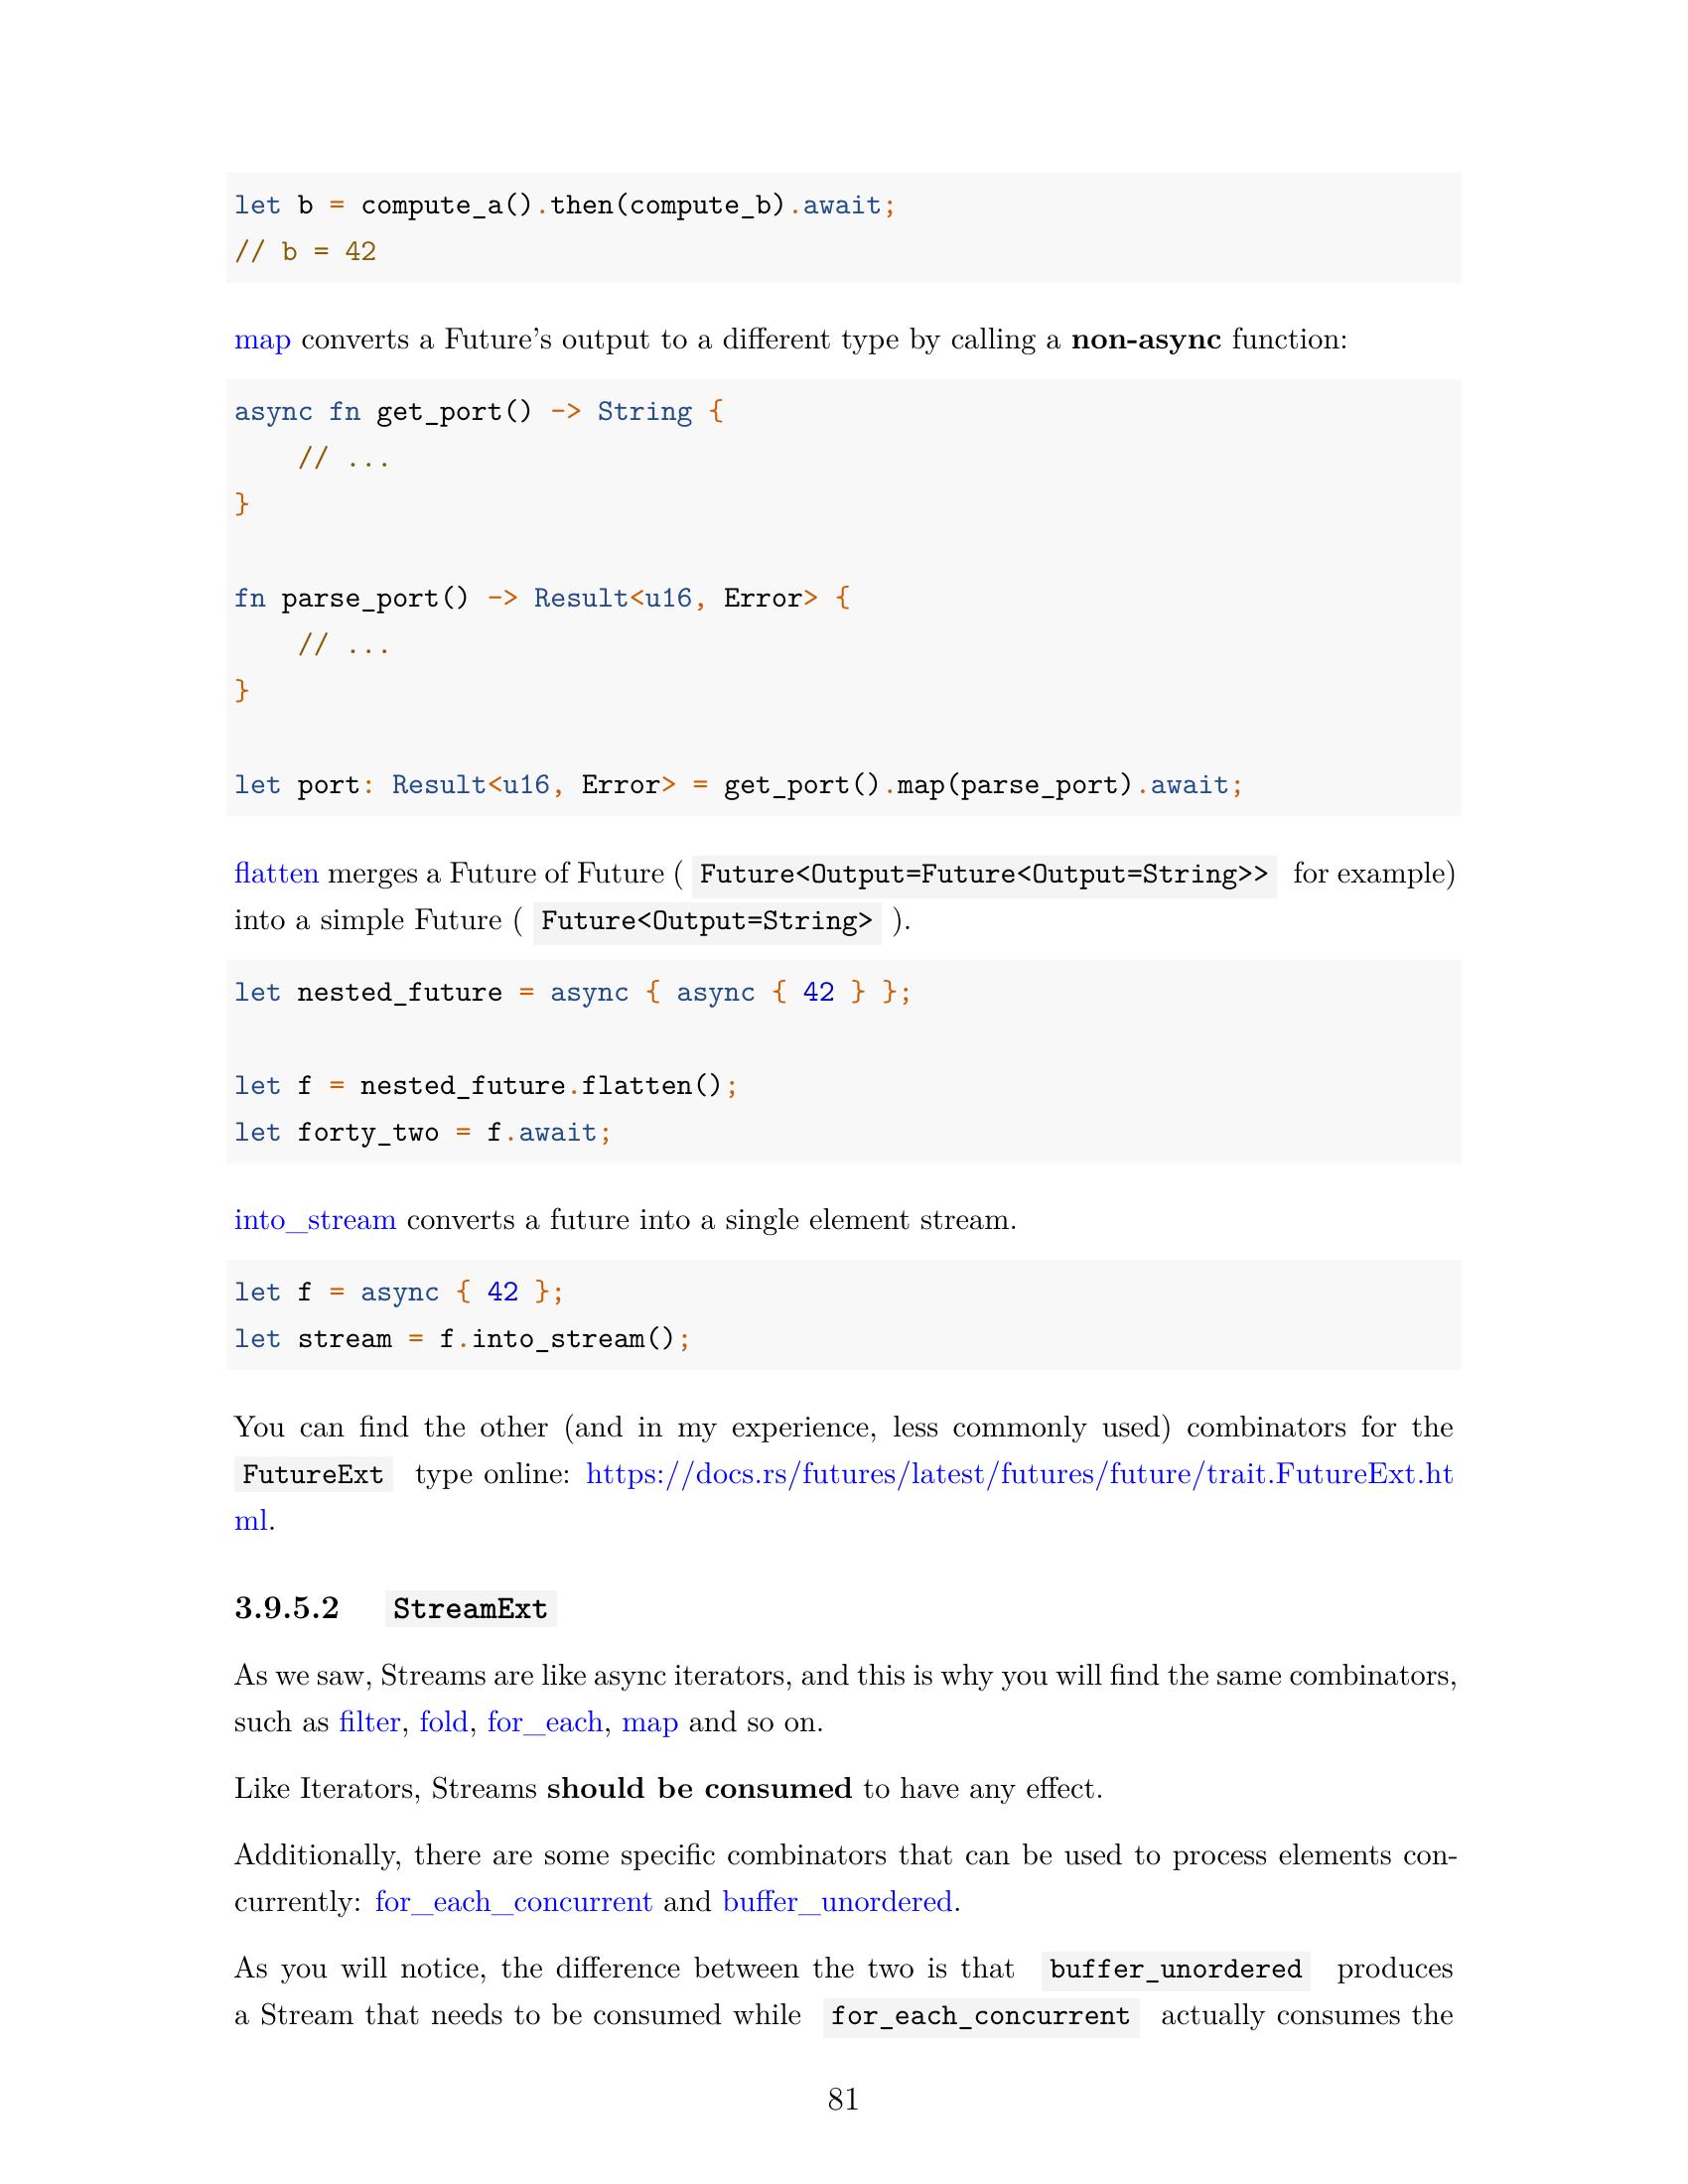 let b = compute_a().then(compute_b).await;
// b = 42
map converts a Future’s output to a different type by calling a non-async function:
async fn get_port() -> String {
    // ...
}
fn parse_port() -> Result<u16, Error> {
    // ...
}
let port: Result<u16, Error> = get_port().map(parse_port).await;
flatten merges a Future of Future ( Future<Output=Future<Output=String>> for example)
into a simple Future ( Future<Output=String> ).
let nested_future = async { async { 42 } };
let f = nested_future.flatten();
let forty_two = f.await;
into_stream converts a future into a single element stream.
let f = async { 42 };
let stream = f.into_stream();
You can find the other (and in my experience, less commonly used) combinators for the
FutureExt type online: https://docs.rs/futures/latest/futures/future/trait.FutureExt.ht
ml.
3.9.5.2 StreamExt
As we saw, Streams are like async iterators, and this is why you will find the same combinators,
such as filter, fold, for_each, map and so on.
Like Iterators, Streams should be consumed to have any effect.
Additionally, there are some specific combinators that can be used to process elements con-
currently: for_each_concurrent and buffer_unordered.
As you will notice, the difference between the two is that buffer_unordered produces
a Stream that needs to be consumed while for_each_concurrent actually consumes the
81